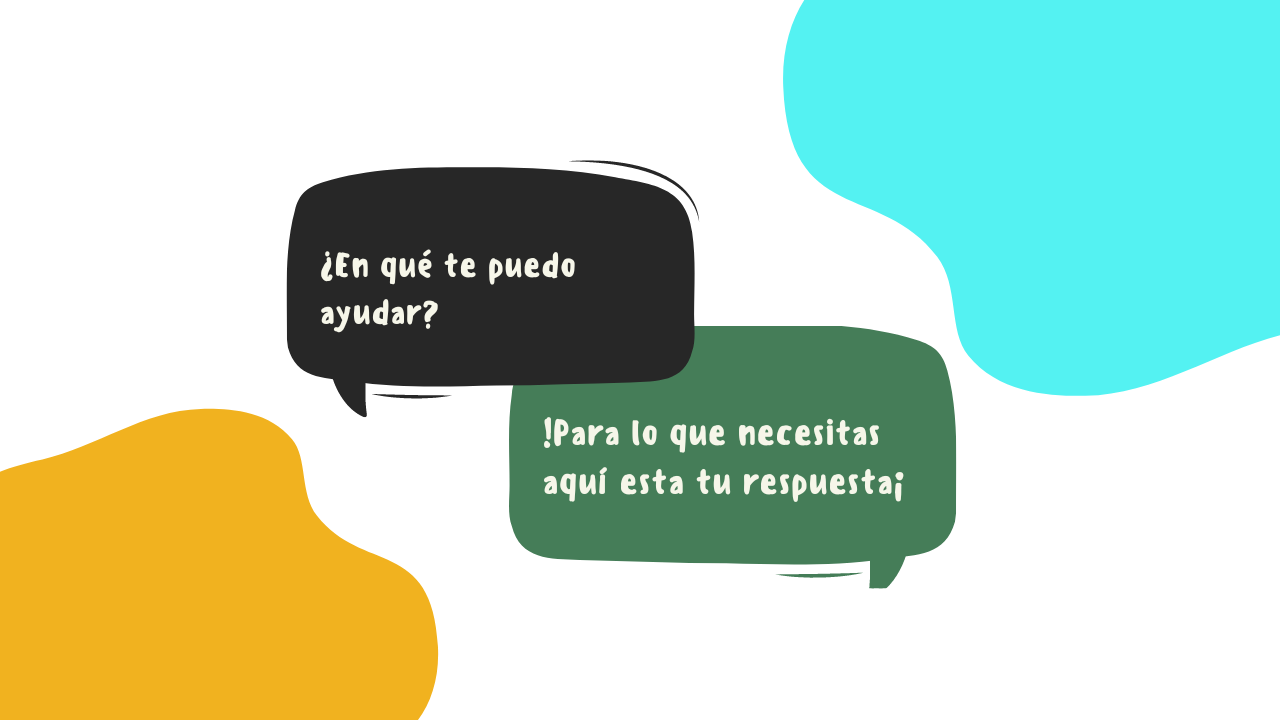 ¿En qué te puedo
ayudar?
!Para lo que necesitas
aquí esta tu respuesta¡